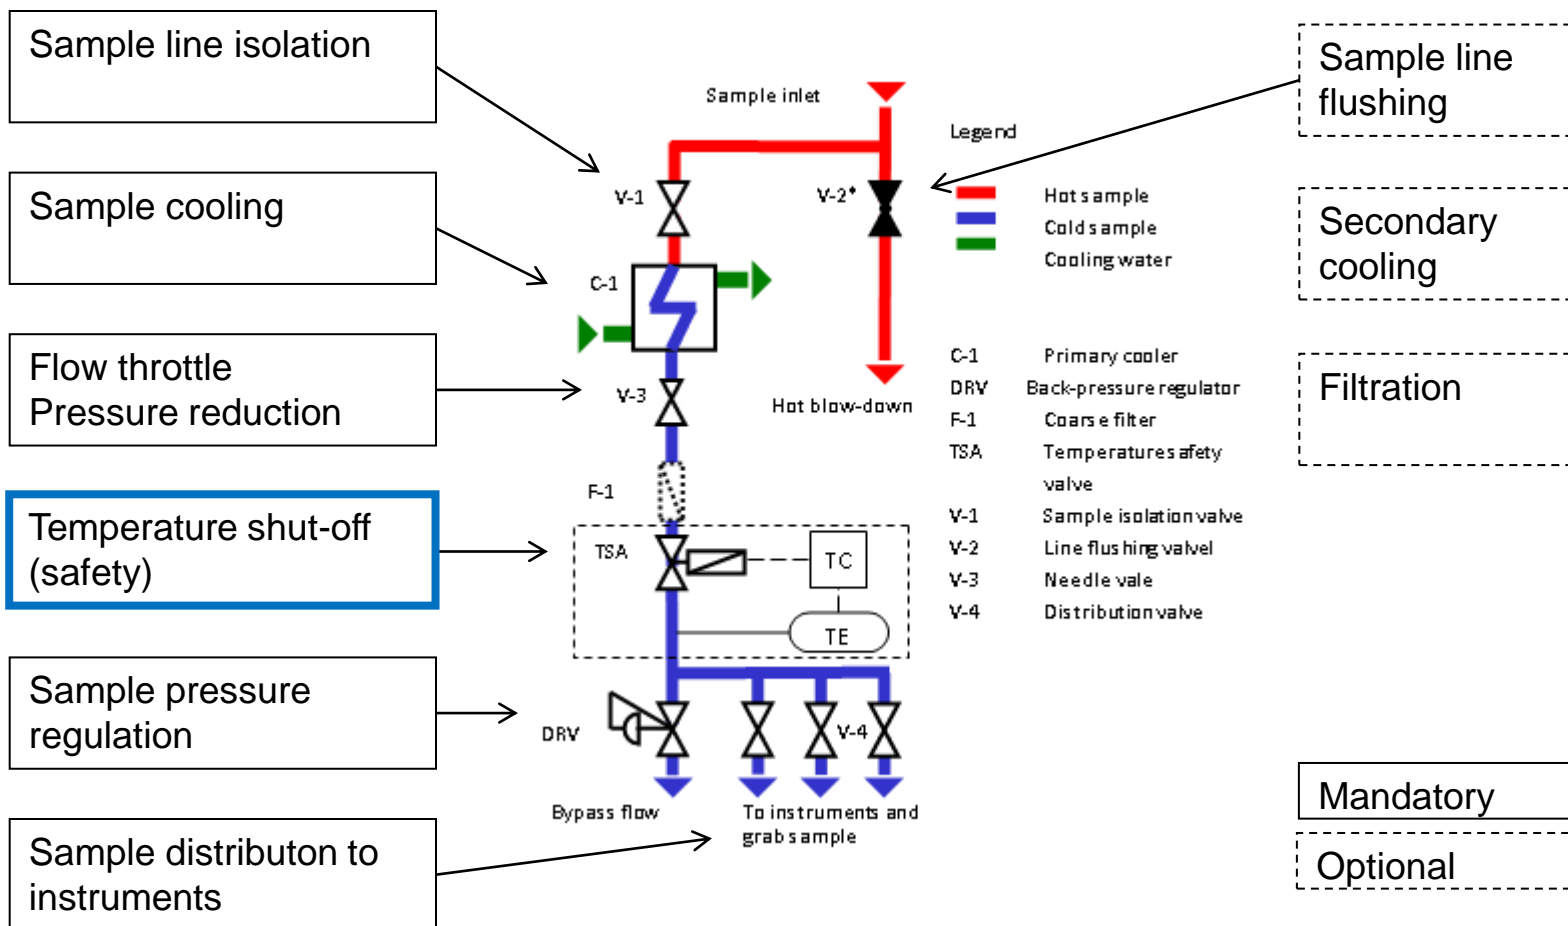 Sample line isolation
Sample cooling
Flow throttle
Pressure reduction
Temperature shut-off
(safety)
Sample pressure
regulation
Sample distributon to
instruments
Sample inlet
V-1
V-2*
C-1
V-3
Hot blow-down
F-1
TSA
TC
TE
DRV
V-4
Bypass flow
To instruments and
grab sample
Legend
Hot sample
Cold sample
Cooling water
C-1 Primary cooler
DRV Back-pressure regulator
F-1 Coarse filter
TSA Temperature safety
valve
V-1 Sample isolation valve
V-2 Line flushing valvel
V-3 Needle vale
V-4 Distribution valve
Sample line
flushing
Secondary
cooling
Filtration
Mandatory
Optional